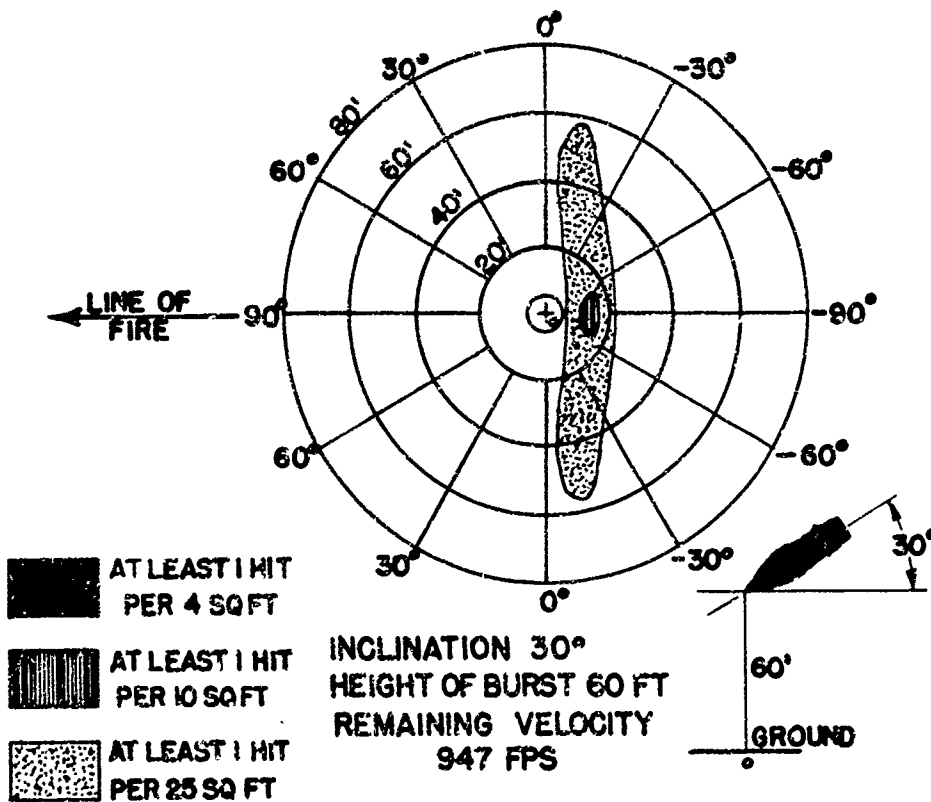 0°
30°
-30°
80'
60'
60°
-60°
40'
20'
LINE OF
FIRE
90°
-90°
60°
-60°
30°
-30°
0°
30°
AT LEAST 1 HIT
PER 4 SQ FT
AT LEAST 1 HIT
PER 10 SQ FT
AT LEAST 1 HIT
PER 25 SQ FT
INCLINATION 30°
HEIGHT OF BURST 60 FT
REMAINING VELOCITY
947 FPS
60'
GROUND